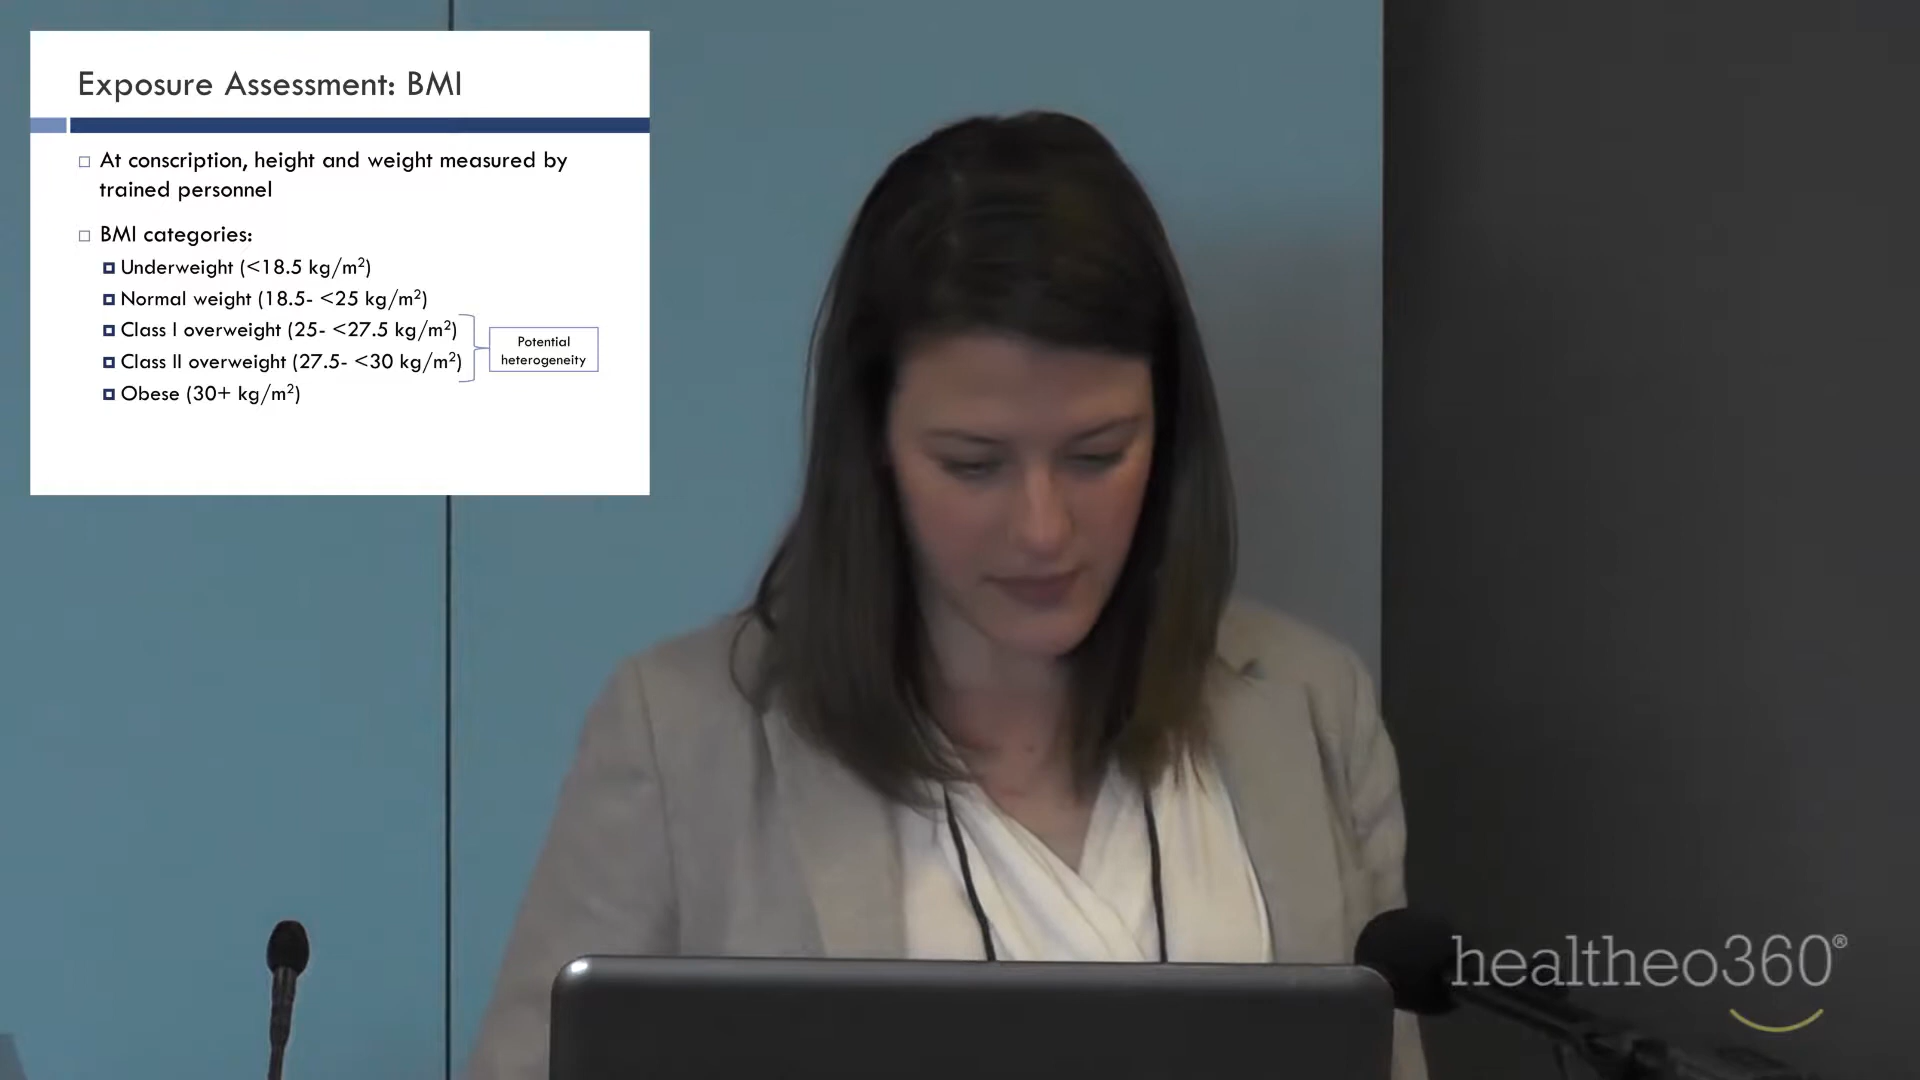 Exposure Assessment: BMI
At conscription, height and weight measured by
trained personnel
BMI categories:
Underweight (<18.5 kg/m²)
Normal weight (18.5- <25 kg/m²)
Class I overweight (25- <27.5 kg/m²)
Class II overweight (27.5- <30 kg/m²)
Obese (30+ kg/m²)
Potential
heterogeneity
healtheo360®